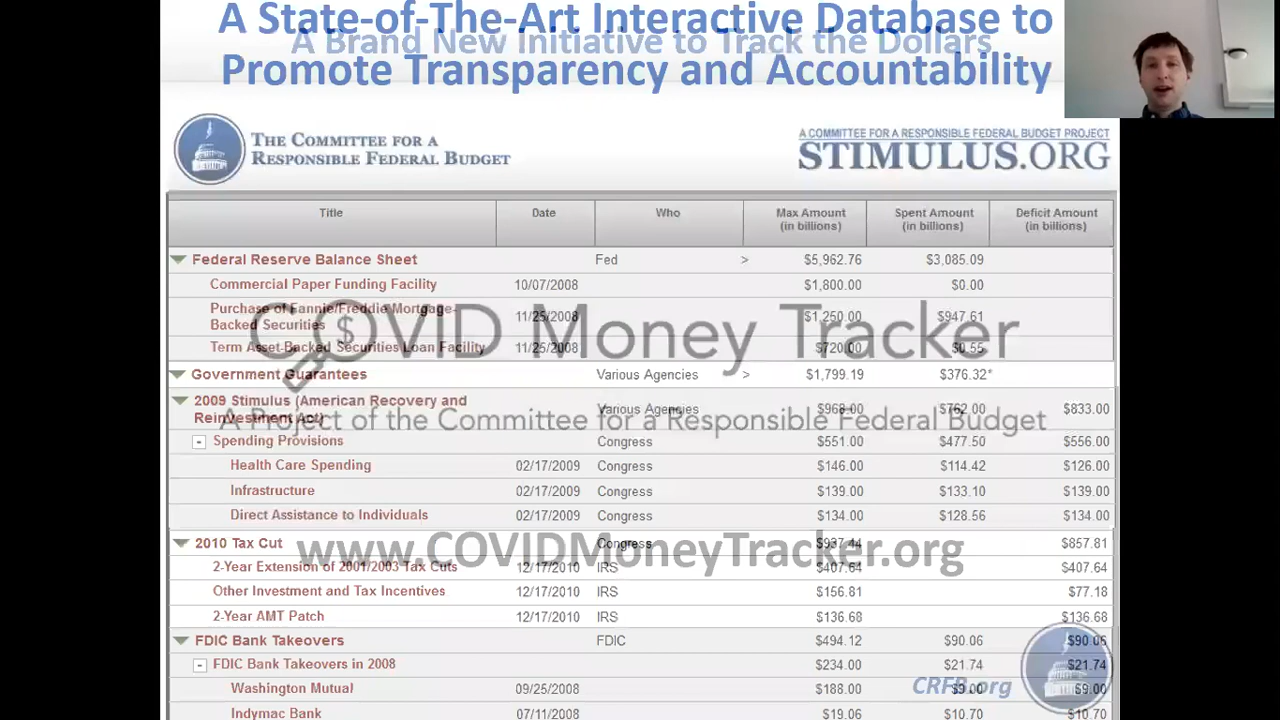 A State-of-The-Art Interactive Database to
A Brand New Initiative to Track the Dollars
Promote Transparency and Accountability
THE COMMITTEE FOR A
RESPONSIBLE FEDERAL BUDGET
A COMMITTEE FOR A RESPONSIBLE FEDERAL BUDGET PROJECT
STIMULUS.ORG
Title Date Who Max Amount (in billions) Spent Amount (in billions) Deficit Amount (in billions)
Federal Reserve Balance Sheet Fed > $5,962.76 $3,085.09
Commercial Paper Funding Facility 10/07/2008 $1,800.00 $0.00
Purchase of Fannie/Freddie Mortgage-
Backed Securities 11/25/2008 $1,250.00 $947.61
COVID Money Tracker
Term Asset-Backed Securities Loan Facility 11/25/2008 $720.00 $0.55
Government Guarantees Various Agencies > $1,799.19 $376.32*
2009 Stimulus (American Recovery and
Reinvestment Act) Various Agencies $968.00 $762.00 $833.00
A Project of the Committee for a Responsible Federal Budget
- Spending Provisions Congress $551.00 $477.50 $556.00
Health Care Spending 02/17/2009 Congress $146.00 $114.42 $126.00
Infrastructure 02/17/2009 Congress $139.00 $133.10 $139.00
Direct Assistance to Individuals 02/17/2009 Congress $134.00 $128.56 $134.00
2010 Tax Cut Congress $937.44 $857.81
www.COVIDMoneyTracker.org
2-Year Extension of 2001/2003 Tax Cuts 12/17/2010 IRS $407.64 $407.64
Other Investment and Tax Incentives 12/17/2010 IRS $156.81 $77.18
2-Year AMT Patch 12/17/2010 IRS $136.68 $136.68
FDIC Bank Takeovers FDIC $494.12 $90.06 $90.06
- FDIC Bank Takeovers in 2008 $234.00 $21.74 $21.74
CRFB.org
Washington Mutual 09/25/2008 $188.00 $9.00 $9.00
Indymac Bank 07/11/2008 $19.06 $10.70 $10.70